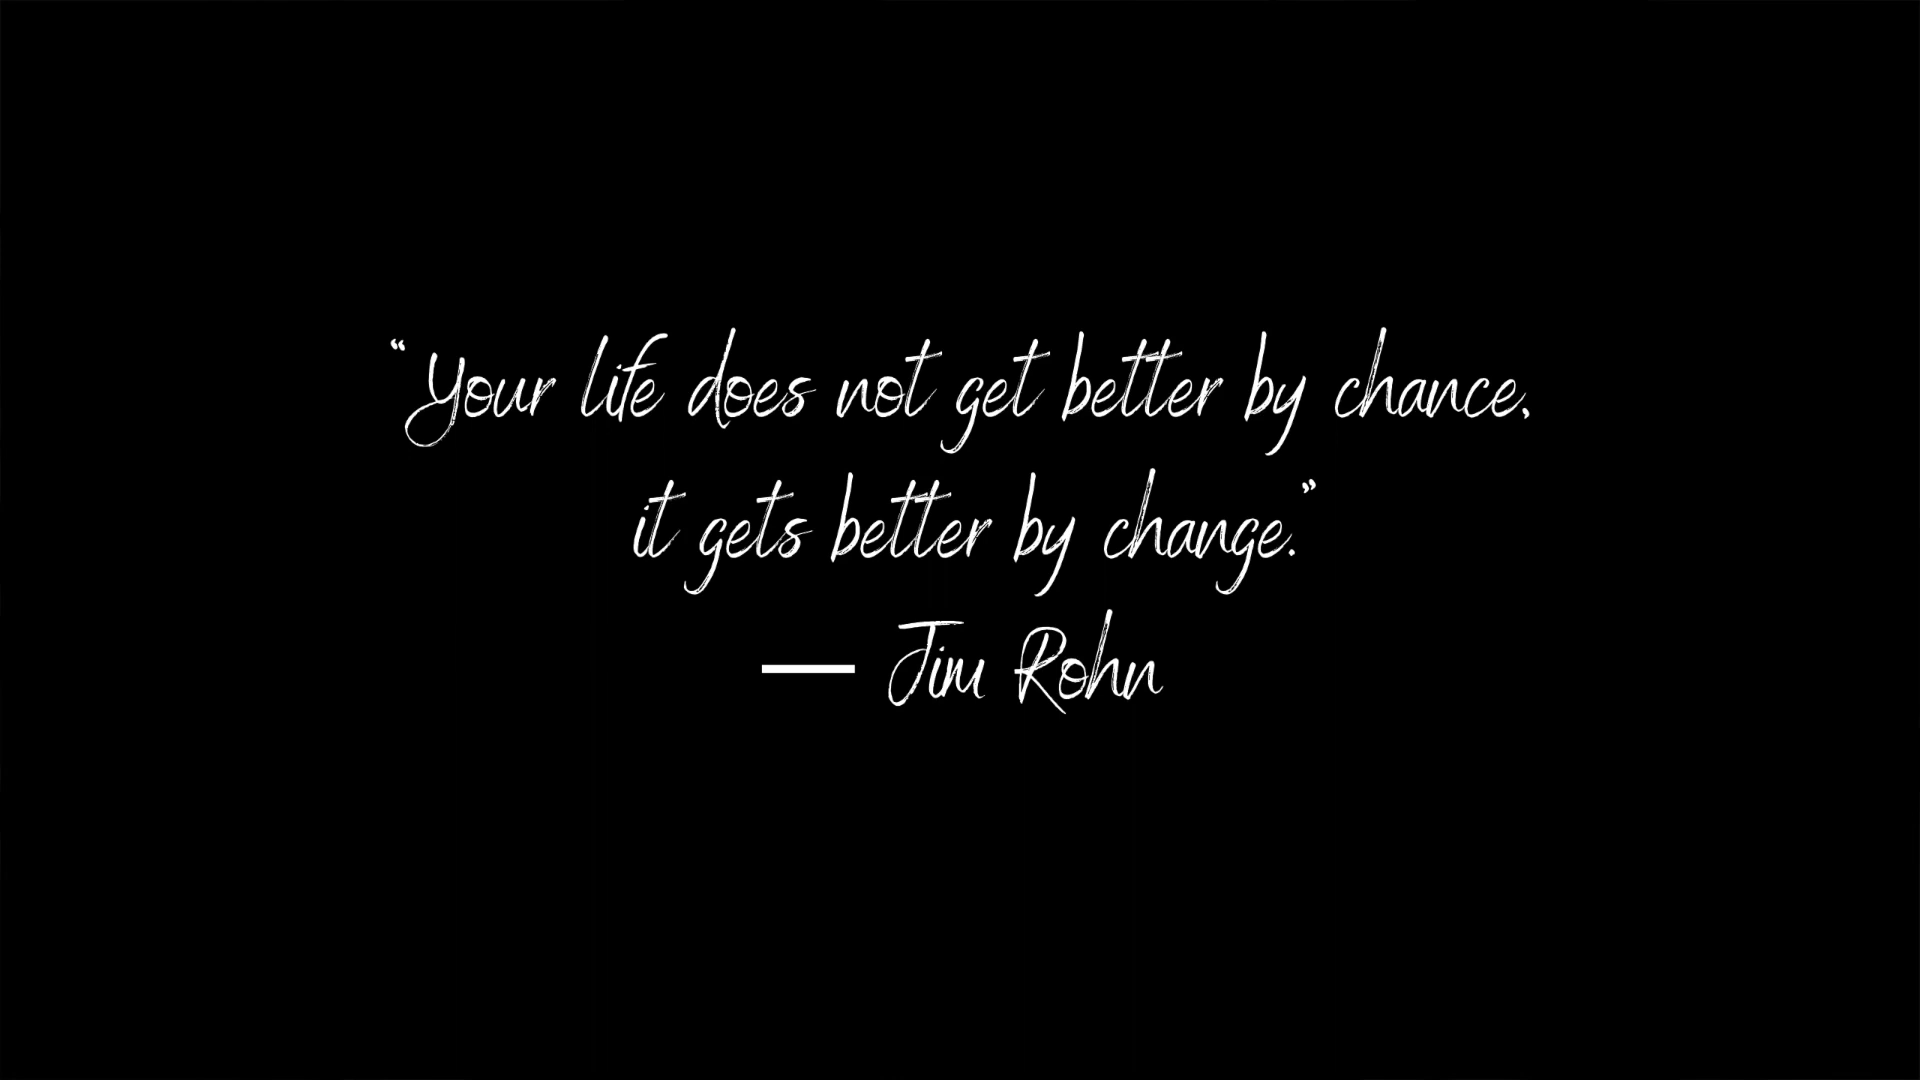 “Your life does not get better by chance,
it gets better by change.”
— Jim Rohn